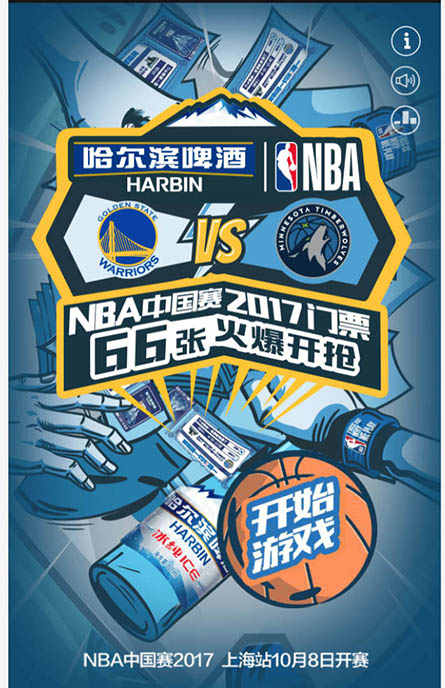 哈尔滨啤酒
HARBIN
NBA
GOLDEN STATE
WARRIORS
VS
MINNESOTA TIMBERWOLVES
NBA中国赛2017门票
66张火爆开抢
开始
游戏
哈尔滨啤
HARBIN
冰纯ICE
NBA中国赛2017 上海站10月8日开赛